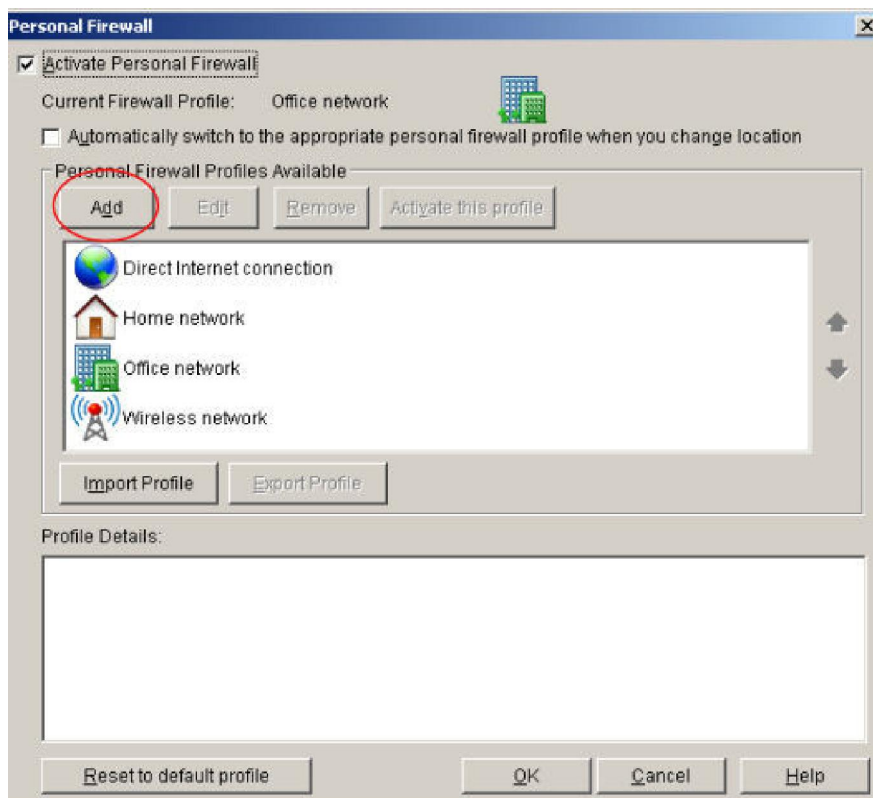 Personal Firewall
Activate Personal Firewall
Current Firewall Profile: Office network
Automatically switch to the appropriate personal firewall profile when you change location
Personal Firewall Profiles Available
Add Edit Remove Activate this profile
Direct Internet connection
Home network
Office network
Wireless network
Import Profile Export Profile
Profile Details:
Reset to default profile OK Cancel Help